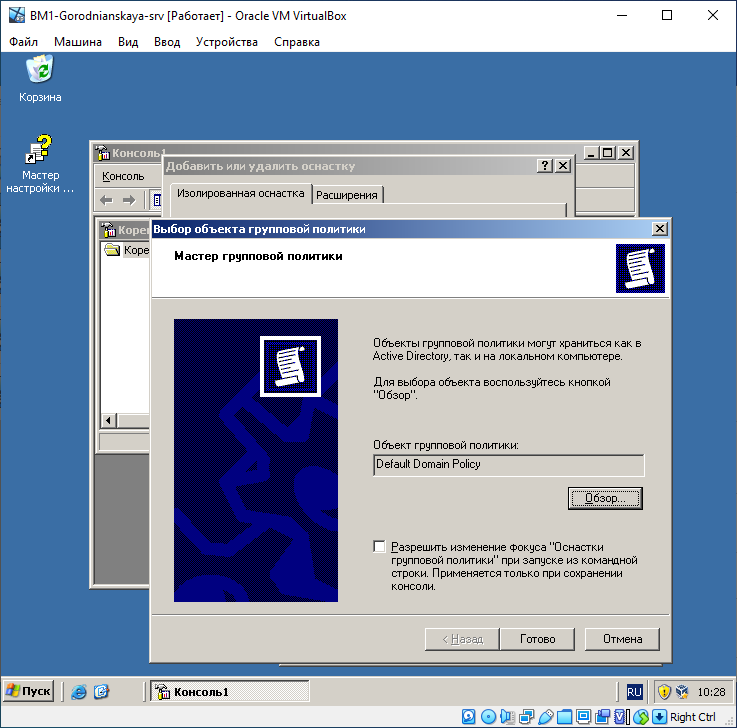 BM1-Gorodnianskaya-srv [Работает] - Oracle VM VirtualBox
Файл Машина Вид Ввод Устройства Справка
Корзина
Мастер
настройки ...
Консоль1
Добавить или удалить оснастку
Консоль
Изолированная оснастка Расширения
Корен
Коре
Выбор объекта групповой политики
Мастер групповой политики
Объекты групповой политики могут храниться как в
Active Directory, так и на локальном компьютере.
Для выбора объекта воспользуйтесь кнопкой
"Обзор".
Объект групповой политики:
Default Domain Policy
Обзор...
Разрешить изменение фокуса "Оснастки
групповой политики" при запуске из командной
строки. Применяется только при сохранении
консоли.
< Назад Готово Отмена
Пуск Консоль1 RU 10:28
Right Ctrl